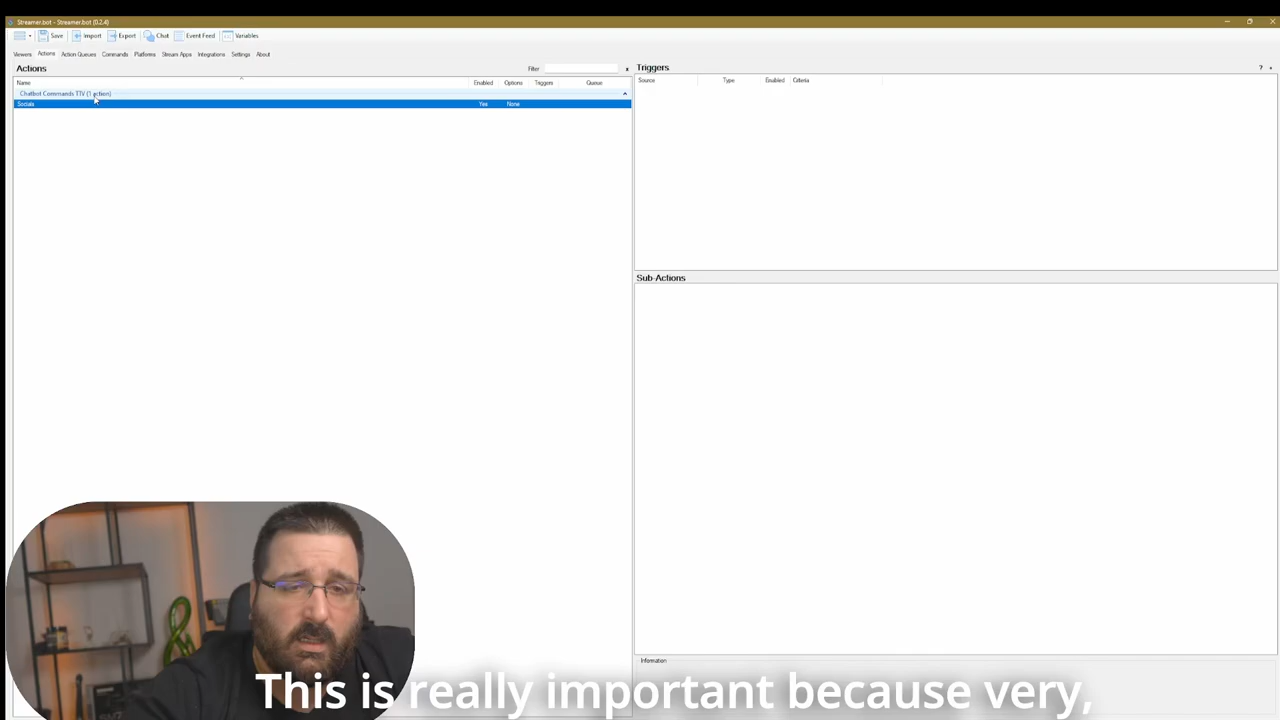 Streamer.bot - Streamer.bot (0.2.4)
Save Import Export Chat Event Feed Variables
Viewers Actions Action Queues Commands Platforms Stream Apps Integrations Settings About
Actions
Filter
x
Name Enabled Options Triggers Queue
Chatbot Commands TTV (1 action)
Socials Yes None
Triggers
?
Source Type Enabled Criteria
Sub-Actions
Information
This is really important because very,